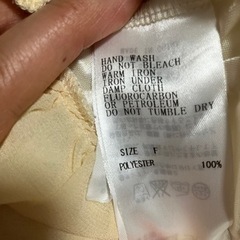 HAND WASH
DO NOT BLEACH
WARM IRON
IRON UNDER
DAMP CLOTH
FLUOROCARBON
OR PETROLEUM
DO NOT TUMBLE DRY
SIZE F
POLYESTER 100%